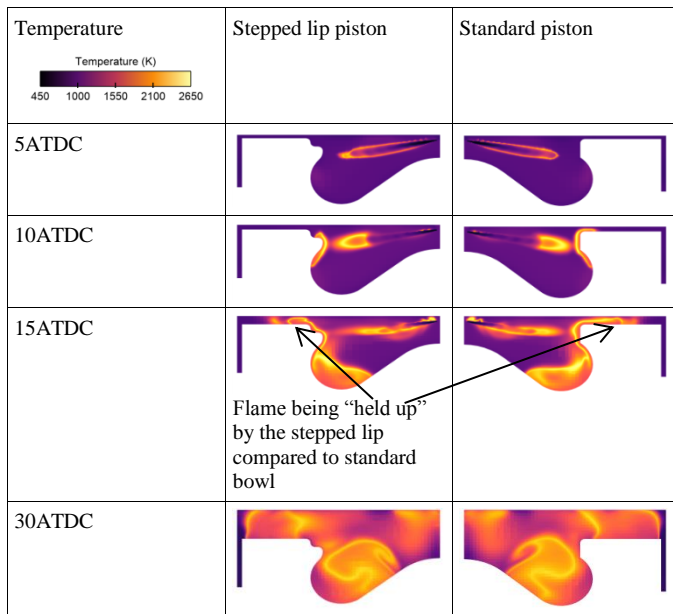 Temperature
Temperature (K)
450 1000 1550 2100 2650
Stepped lip piston
Standard piston
5ATDC
10ATDC
15ATDC
Flame being “held up”
by the stepped lip
compared to standard
bowl
30ATDC